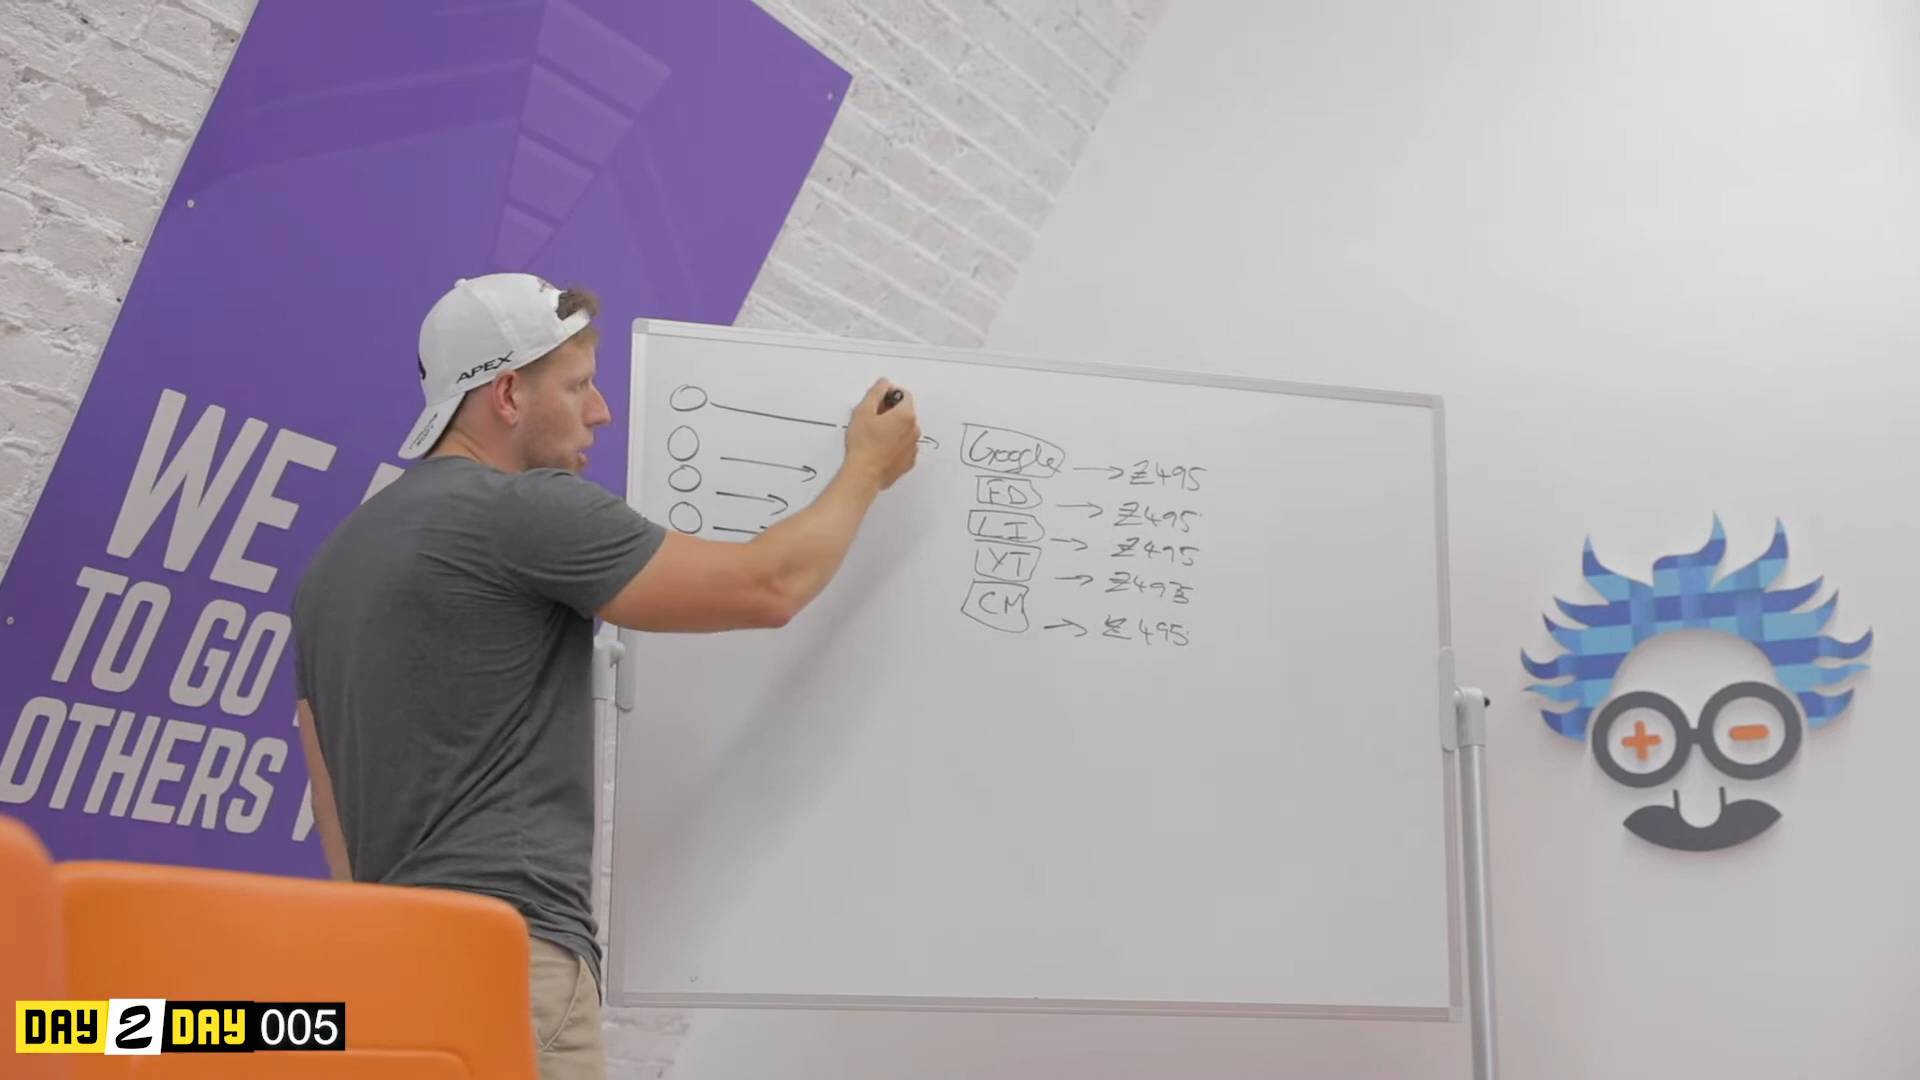 WE
TO GO
OTHERS
APEX
Google → £495
FB → £495
LI → £495
YT → £495
CM → £495
DAY 2 DAY 005